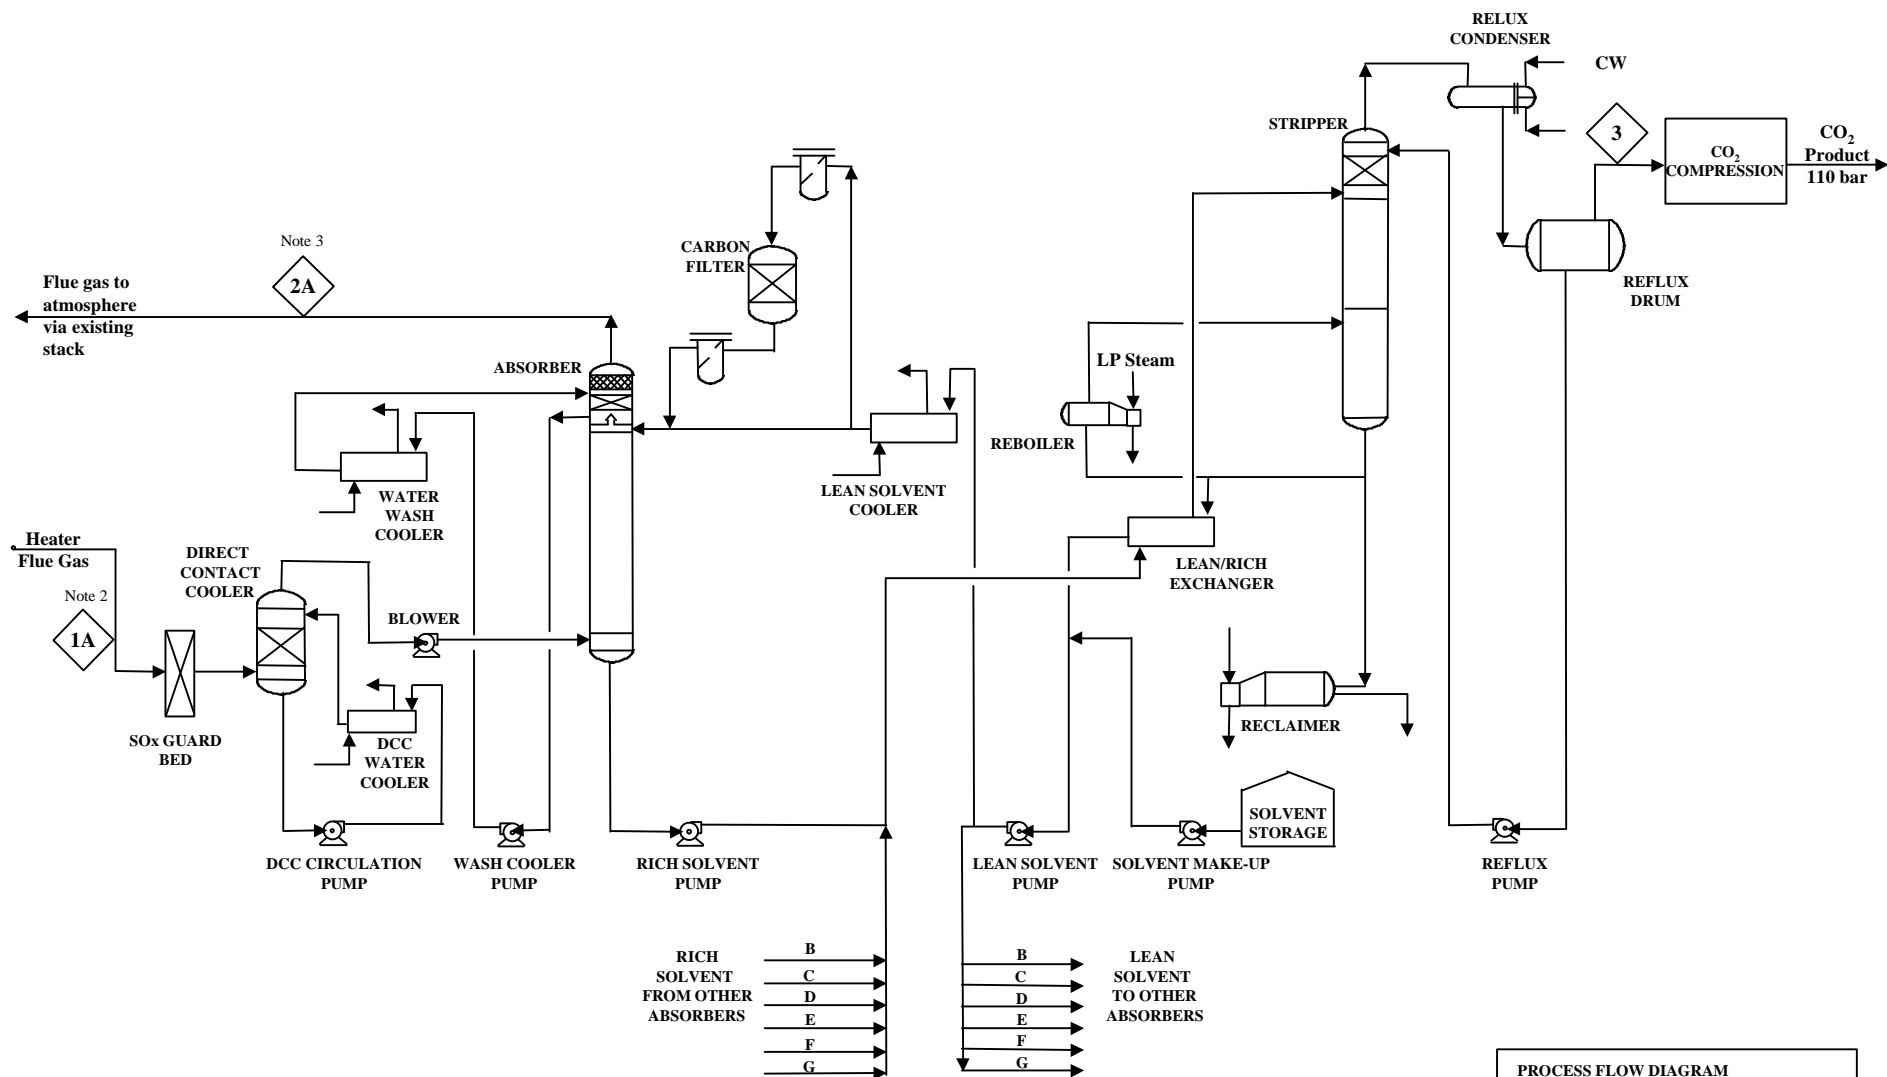 RELUX
CONDENSER
CW
STRIPPER
3
CO2
COMPRESSION
CO2
Product
110 bar
Note 3
2A
Flue gas to
atmosphere
via existing
stack
CARBON
FILTER
REFLUX
DRUM
ABSORBER
LP Steam
REBOILER
WATER
WASH
COOLER
LEAN SOLVENT
COOLER
Heater
Flue Gas
DIRECT
CONTACT
COOLER
LEAN/RICH
EXCHANGER
Note 2
1A
BLOWER
SOx GUARD
BED
DCC
WATER
COOLER
RECLAIMER
SOLVENT
STORAGE
DCC CIRCULATION
PUMP
WASH COOLER
PUMP
RICH SOLVENT
PUMP
LEAN SOLVENT
PUMP
SOLVENT MAKE-UP
PUMP
REFLUX
PUMP
RICH
SOLVENT
FROM OTHER
ABSORBERS
B
C
D
E
F
G
B
C
D
E
F
G
LEAN
SOLVENT
TO OTHER
ABSORBERS
PROCESS FLOW DIAGRAM